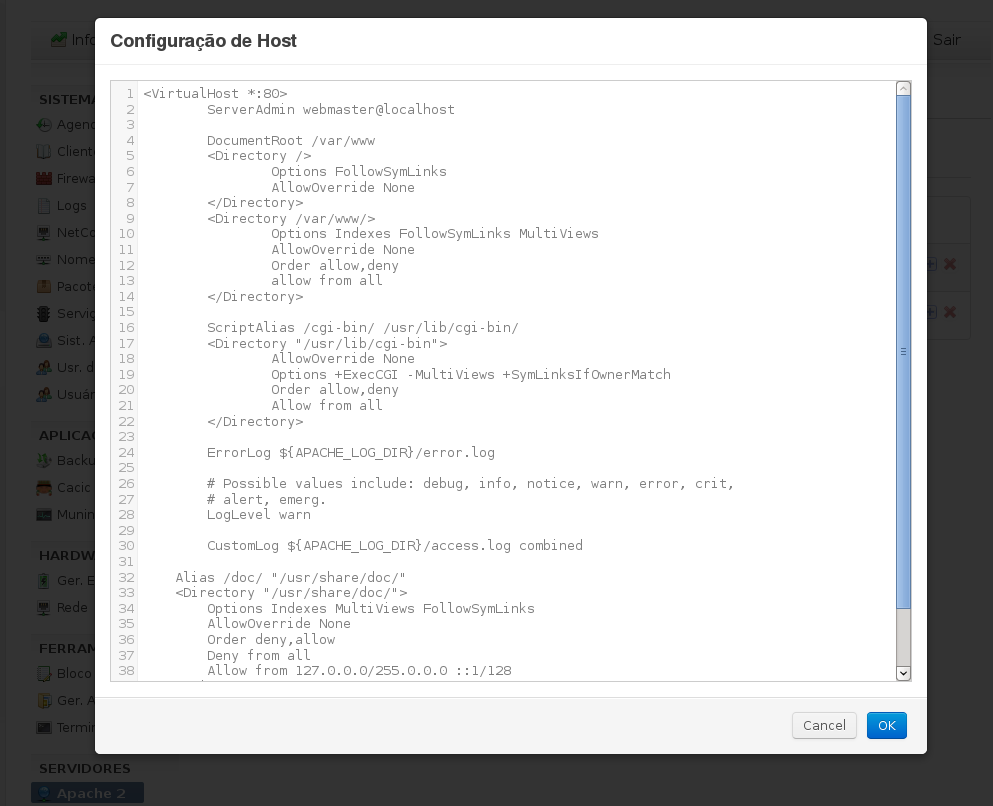 Configuração de Host
Sair
SISTEMA
Agend
Cliente
Firewa
Logs
NetCo
Nome
Pacote
Serviç
Sist. A
Usr. d
Usuár
APLICAÇ
Backu
Cacic
Munin
HARDW
Ger. E
Rede
FERRAM
Bloco
Ger. A
Termin
SERVIDORES
Apache 2
1 <VirtualHost *:80>
2         ServerAdmin webmaster@localhost
3
4         DocumentRoot /var/www
5         <Directory />
6                 Options FollowSymLinks
7                 AllowOverride None
8         </Directory>
9         <Directory /var/www/>
10                 Options Indexes FollowSymLinks MultiViews
11                 AllowOverride None
12                 Order allow,deny
13                 allow from all
14         </Directory>
15
16         ScriptAlias /cgi-bin/ /usr/lib/cgi-bin/
17         <Directory "/usr/lib/cgi-bin">
18                 AllowOverride None
19                 Options +ExecCGI -MultiViews +SymLinksIfOwnerMatch
20                 Order allow,deny
21                 Allow from all
22         </Directory>
23
24         ErrorLog ${APACHE_LOG_DIR}/error.log
25
26         # Possible values include: debug, info, notice, warn, error, crit,
27         # alert, emerg.
28         LogLevel warn
29
30         CustomLog ${APACHE_LOG_DIR}/access.log combined
31
32     Alias /doc/ "/usr/share/doc/"
33     <Directory "/usr/share/doc/">
34         Options Indexes MultiViews FollowSymLinks
35         AllowOverride None
36         Order deny,allow
37         Deny from all
38         Allow from 127.0.0.0/255.0.0.0 ::1/128
Cancel
OK